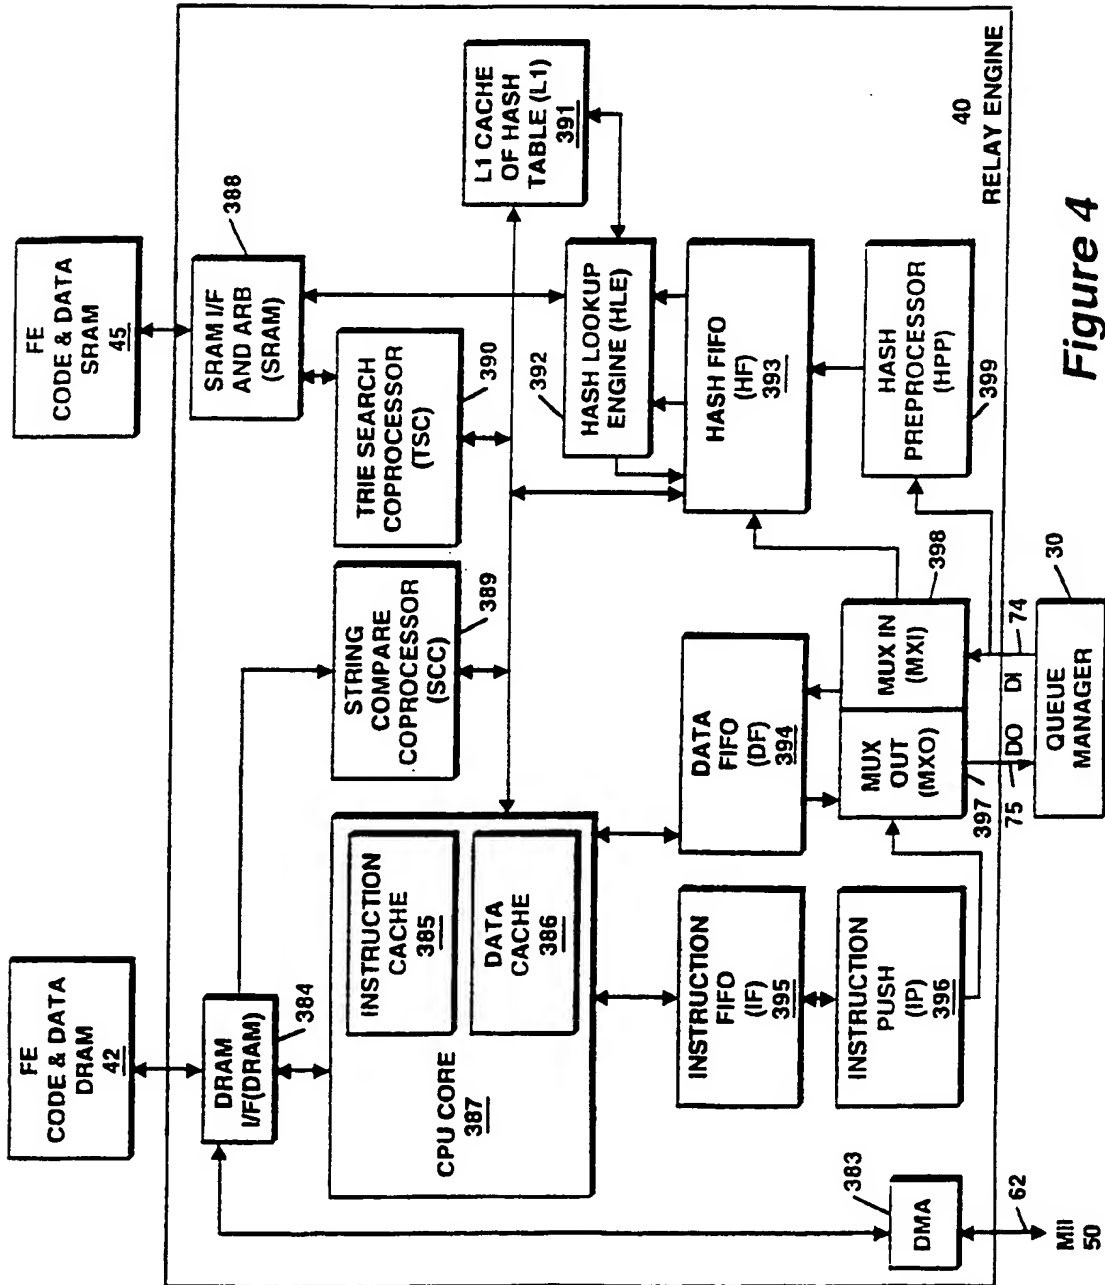 FE
CODE & DATA
DRAM
42
FE
CODE & DATA
SRAM
45
DRAM
I/F(DRAM)
384
SRAM I/F
AND ARB
(SRAM)
388
INSTRUCTION
CACHE
385
DATA
CACHE
386
CPU CORE
387
STRING
COMPARE
COPROCESSOR
(SCC)
389
TRIE SEARCH
COPROCESSOR
(TSC)
390
L1 CACHE
OF HASH
TABLE (L1)
391
392
HASH LOOKUP
ENGINE (HLE)
INSTRUCTION
FIFO
(IF)
395
DATA
FIFO
(DF)
394
HASH FIFO
(HF)
393
383
DMA
INSTRUCTION
PUSH
(IP)
396
MUX
OUT
(MXO)
MUX IN
(MXI)
398
HASH
PREPROCESSOR
(HPP)
399
40
RELAY ENGINE
397
62
MII
50
75
DO
DI
74
QUEUE
MANAGER
30
Figure 4